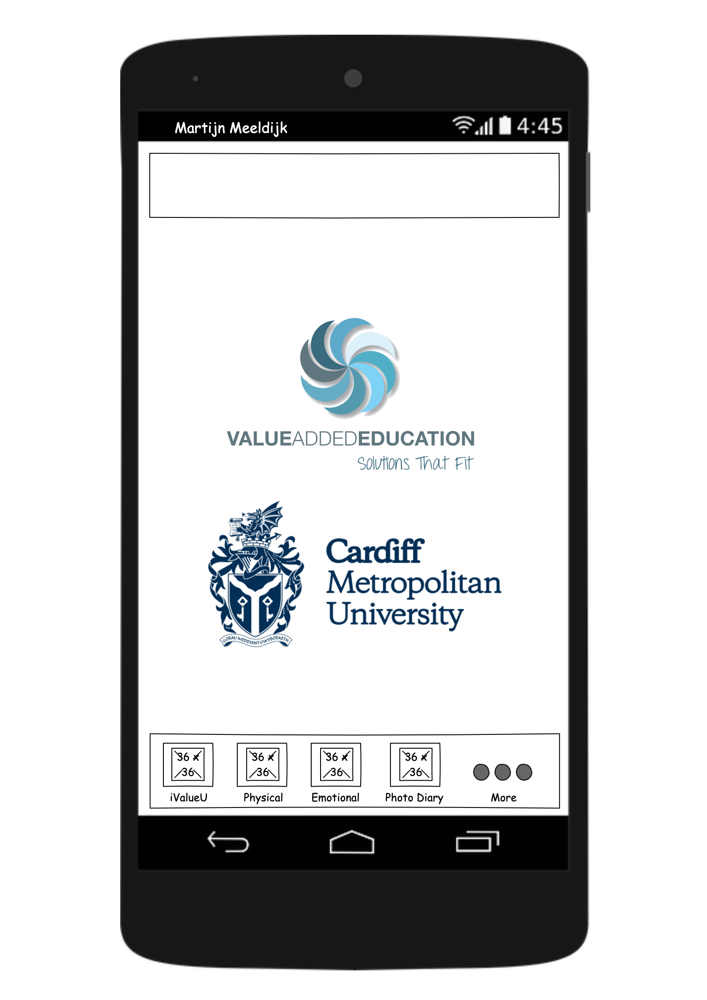 Martijn Meeldijk 4:45
VALUEADDEDEDUCATION
Solutions That Fit
Cardiff
Metropolitan
University
GORAU·MEDDIANT·GWYBODAETH
36 x 36 x 36 x 36 x
36 36 36 36
iValueU Physical Emotional Photo Diary More